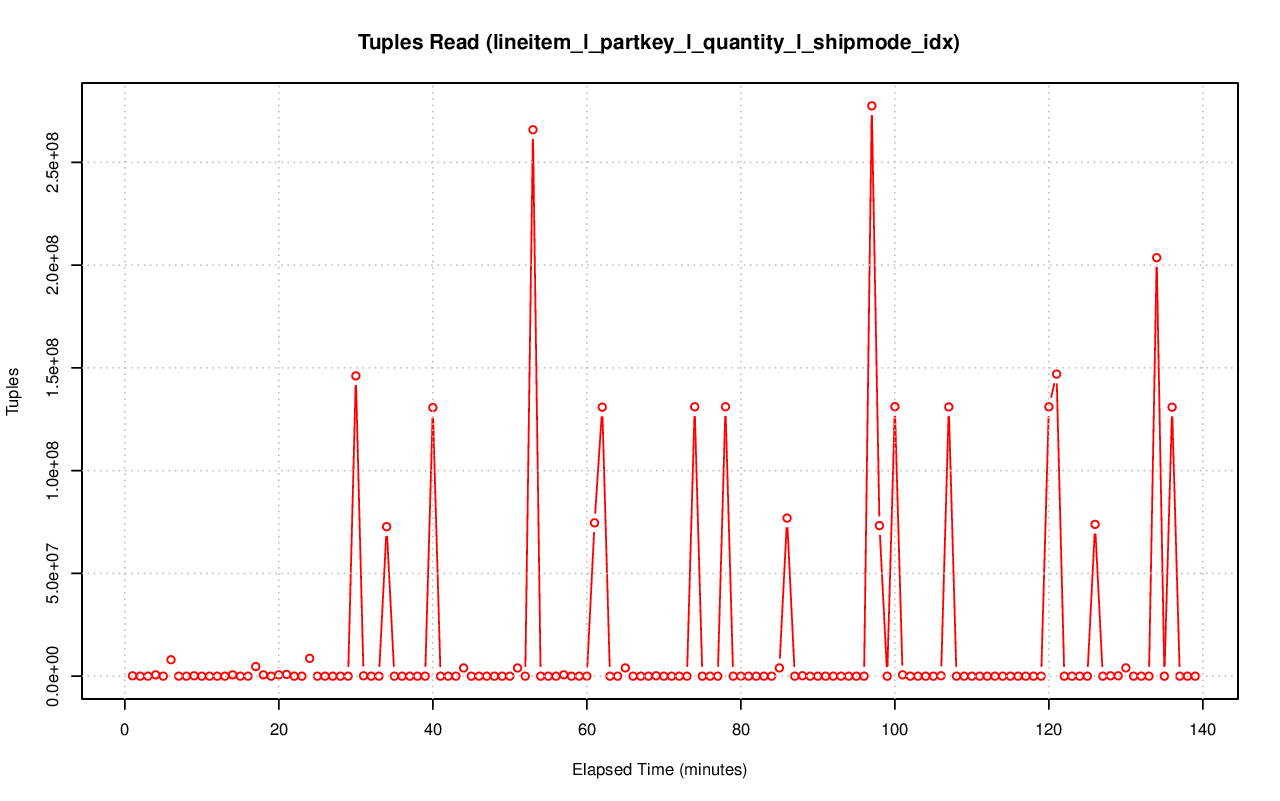 Tuples Read (lineitem_l_partkey_l_quantity_l_shipmode_idx)
Tuples
0.0e+00
5.0e+07
1.0e+08
1.5e+08
2.0e+08
2.5e+08
0 20 40 60 80 100 120 140
Elapsed Time (minutes)